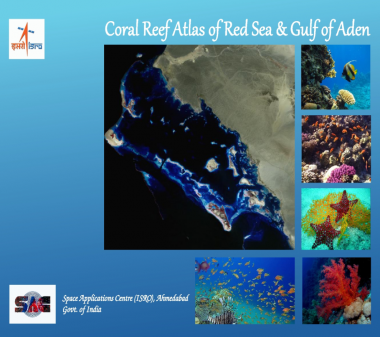 Coral Reef Atlas of Red Sea & Gulf of Aden
इसरो isro
SAC
Space Applications Centre (ISRO), Ahmedabad
Govt. of India